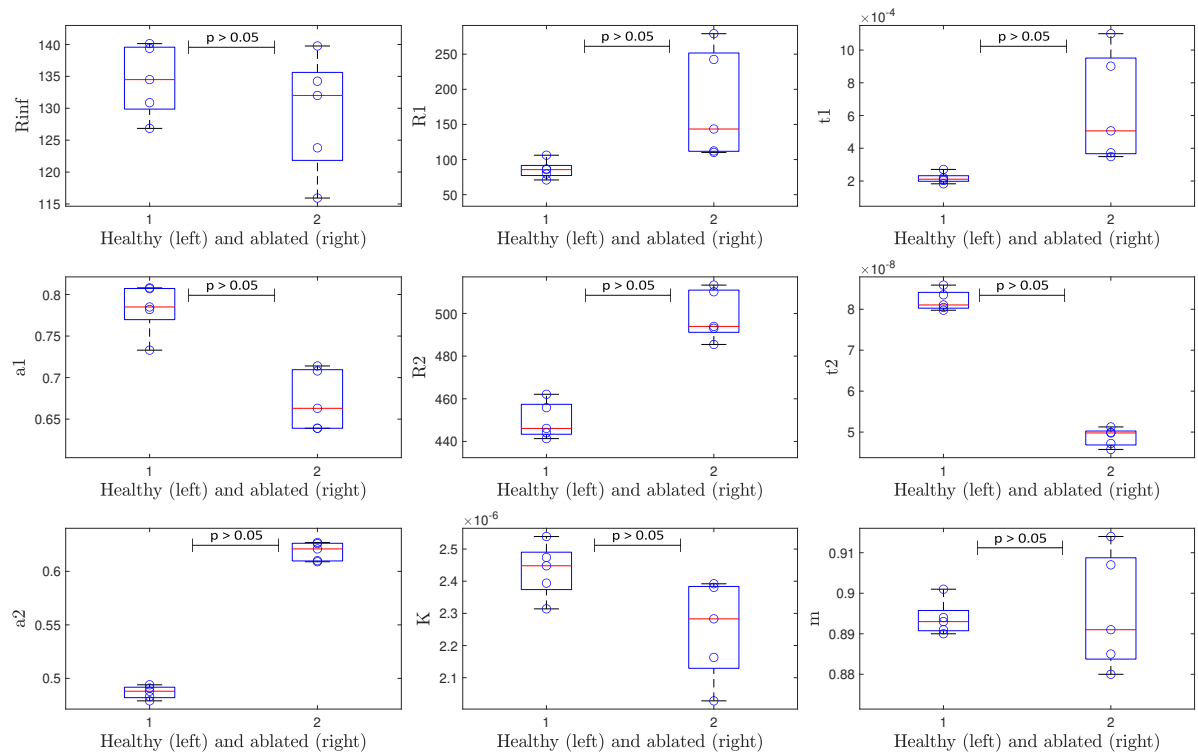 p > 0.05
140
135
130
125
120
115
Rinf
1
2
Healthy (left) and ablated (right)
p > 0.05
250
200
150
100
50
R1
1
2
Healthy (left) and ablated (right)
×10-4
p > 0.05
10
8
6
4
2
t1
1
2
Healthy (left) and ablated (right)
p > 0.05
0.8
0.75
0.7
0.65
a1
1
2
Healthy (left) and ablated (right)
p > 0.05
500
480
460
440
R2
1
2
Healthy (left) and ablated (right)
×10-8
p > 0.05
8
7
6
5
t2
1
2
Healthy (left) and ablated (right)
p > 0.05
0.6
0.55
0.5
a2
1
2
Healthy (left) and ablated (right)
×10-6
p > 0.05
2.5
2.4
2.3
2.2
2.1
K
1
2
Healthy (left) and ablated (right)
p > 0.05
0.91
0.9
0.89
0.88
m
1
2
Healthy (left) and ablated (right)